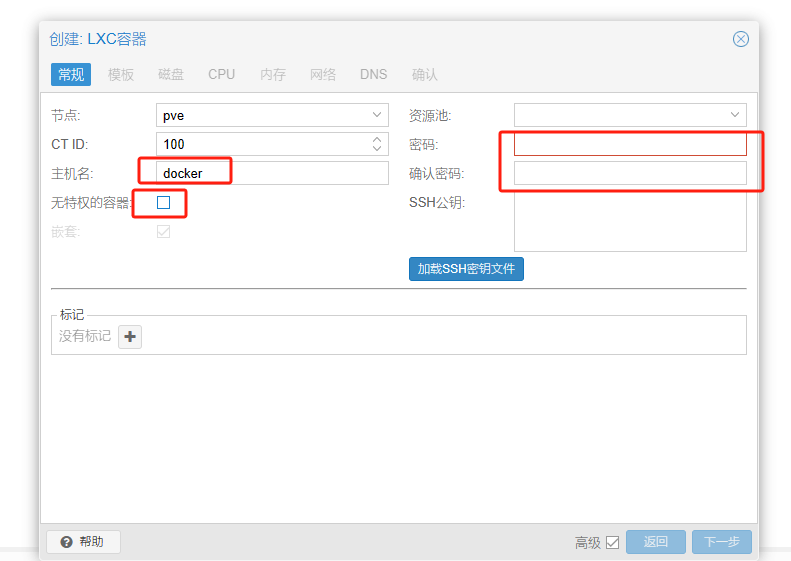 创建: LXC容器
常规 模板 磁盘 CPU 内存 网络 DNS 确认
节点: pve 资源池:
CT ID: 100 密码:
主机名: docker 确认密码:
无特权的容器: SSH公钥:
嵌套:
加载SSH密钥文件
标记
没有标记
帮助 高级 返回 下一步